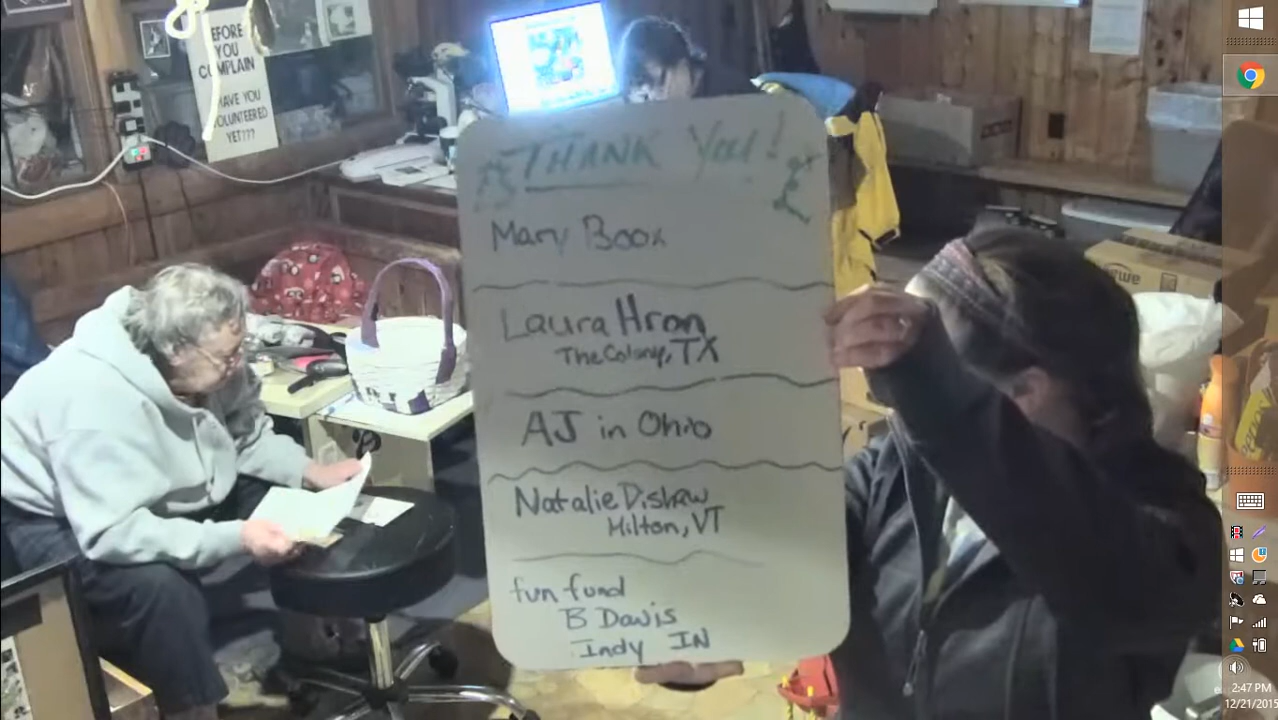 EFORE
YOU
COMPLAIN
HAVE YOU
VOLUNTEERED
YET???
THANK YOU!
Mary Book
Laura Hron
The Colony, TX
AJ in Ohio
Natalie Dishaw
Milton, VT
fun fund
B Davis
Indy IN
2:47 PM
12/21/2015